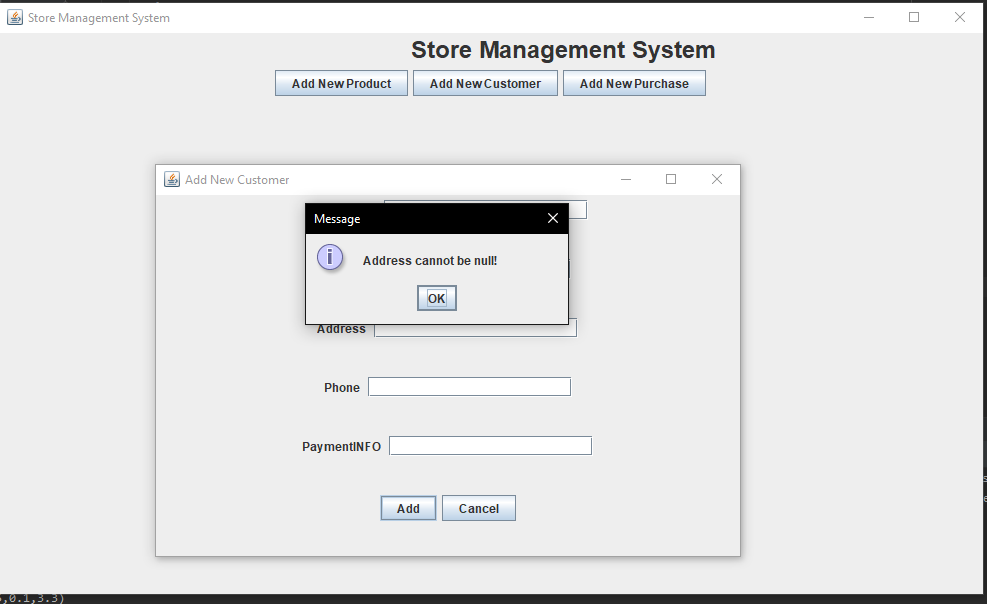 Store Management System
Store Management System
Add New Product Add New Customer Add New Purchase
Add New Customer
Message
Address cannot be null!
OK
Address
Phone
PaymentINFO
Add Cancel
,0.1,3.3)